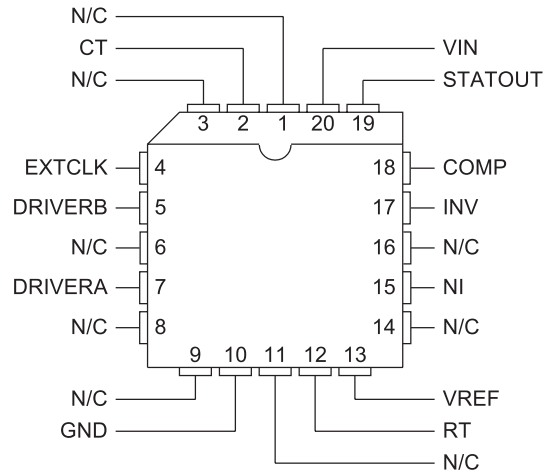 N/C
CT VIN
N/C STATOUT
3 2 1 20 19
EXTCLK 4 18 COMP
DRIVERB 5 17 INV
N/C 6 16 N/C
DRIVERA 7 15 NI
N/C 8 14 N/C
9 10 11 12 13
N/C VREF
GND RT
N/C